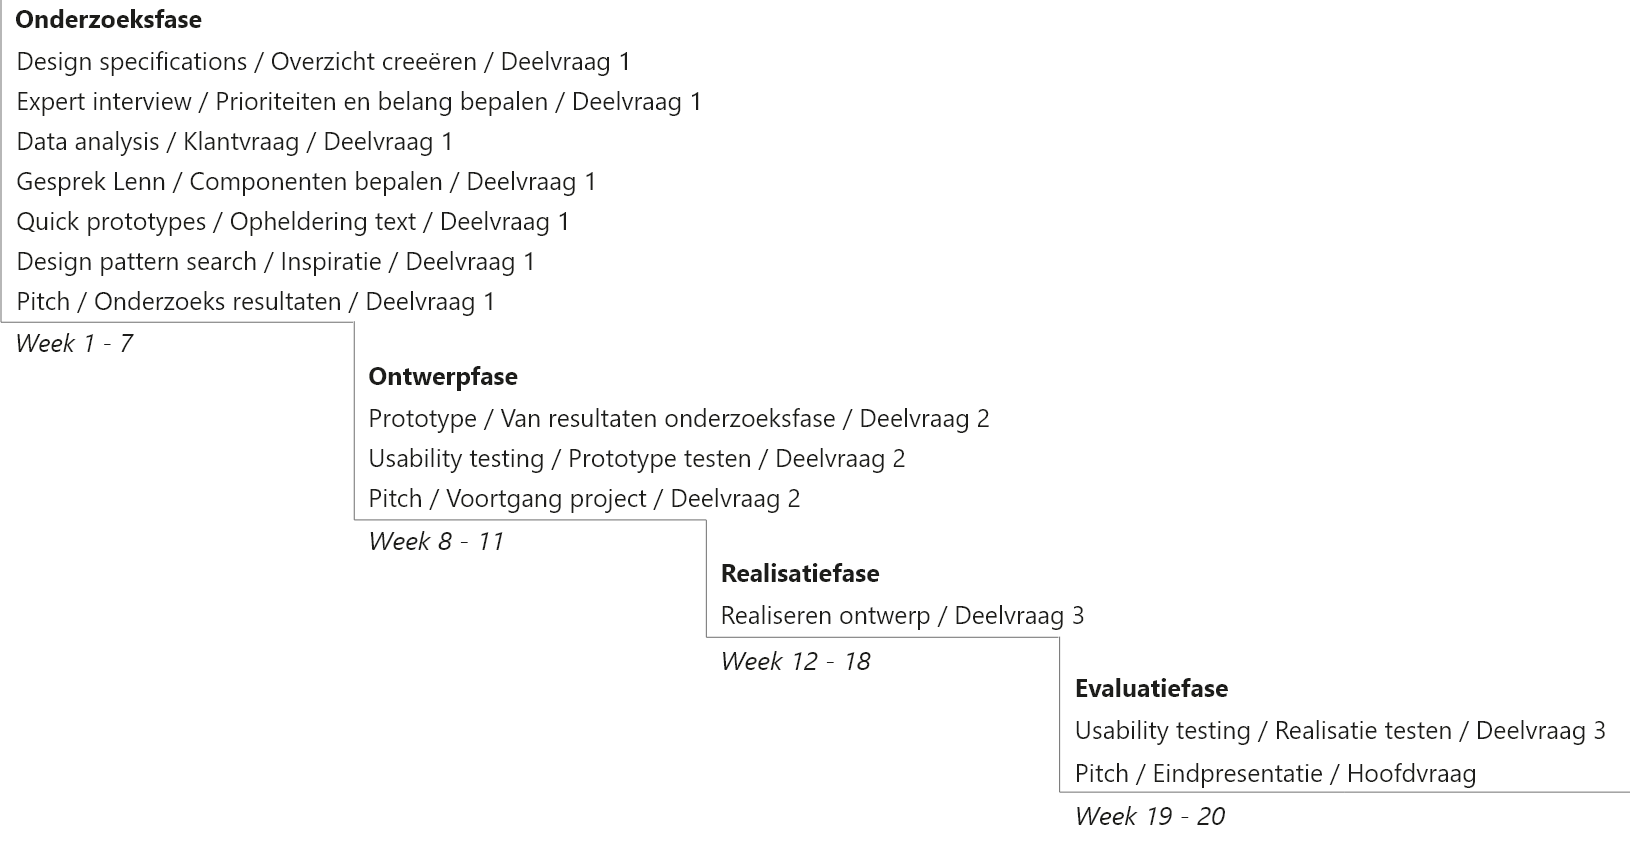 Onderzoeksfase
Design specifications / Overzicht creeëren / Deelvraag 1
Expert interview / Prioriteiten en belang bepalen / Deelvraag 1
Data analysis / Klantvraag / Deelvraag 1
Gesprek Lenn / Componenten bepalen / Deelvraag 1
Quick prototypes / Opheldering text / Deelvraag 1
Design pattern search / Inspiratie / Deelvraag 1
Pitch / Onderzoeks resultaten / Deelvraag 1
Week 1 - 7
Ontwerpfase
Prototype / Van resultaten onderzoeksfase / Deelvraag 2
Usability testing / Prototype testen / Deelvraag 2
Pitch / Voortgang project / Deelvraag 2
Week 8 - 11
Realisatiefase
Realiseren ontwerp / Deelvraag 3
Week 12 - 18
Evaluatiefase
Usability testing / Realisatie testen / Deelvraag 3
Pitch / Eindpresentatie / Hoofdvraag
Week 19 - 20